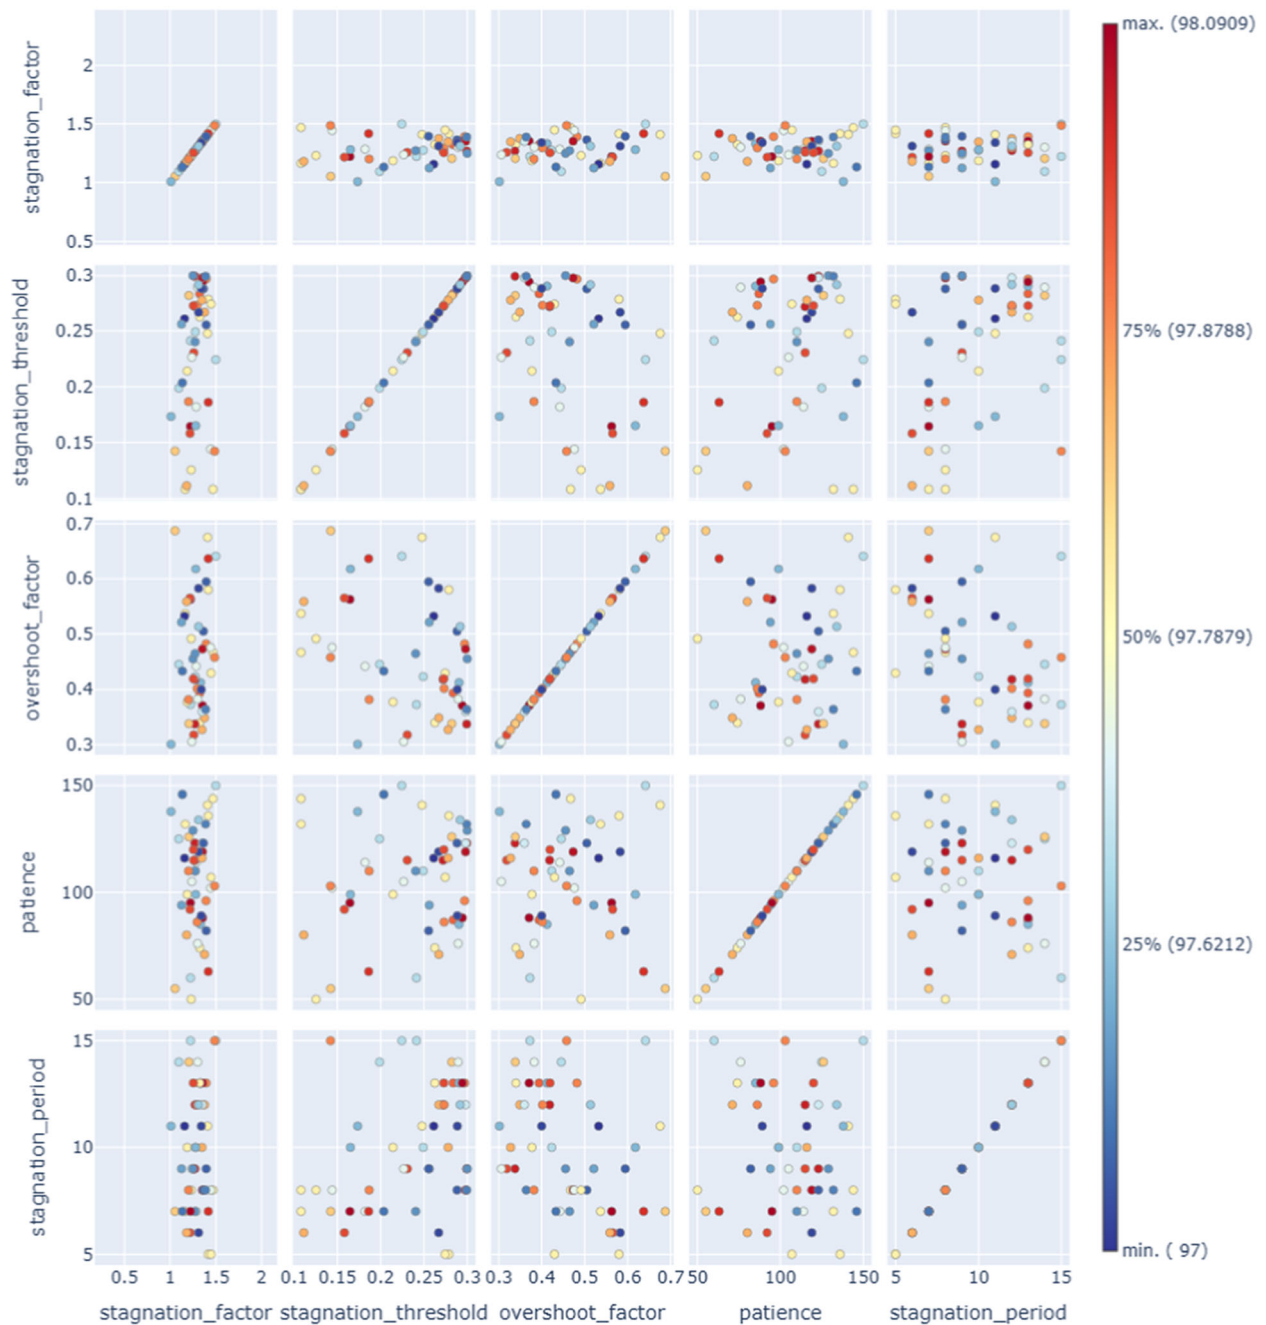 max. (98.0909)
stagnation_factor
2
1.5
1
0.5
stagnation_threshold
0.3
0.25
0.2
0.15
0.1
75% (97.8788)
overshoot_factor
0.7
0.6
0.5
0.4
0.3
50% (97.7879)
patience
150
100
50
25% (97.6212)
stagnation_period
15
10
5
min. ( 97)
0.5 1 1.5 2 0.1 0.15 0.2 0.25 0.3 0.3 0.4 0.5 0.6 0.7 50 100 150 5 10 15
stagnation_factor stagnation_threshold overshoot_factor patience stagnation_period